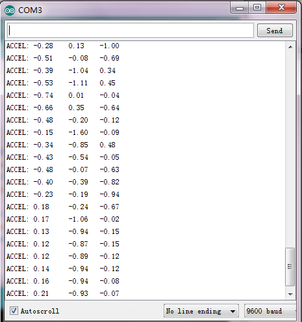 COM3
Send
ACCEL: -0.28 0.13 -1.00
ACCEL: -0.51 -0.08 -0.69
ACCEL: -0.39 -1.04 0.34
ACCEL: -0.53 -1.11 0.45
ACCEL: -0.74 0.01 -0.04
ACCEL: -0.66 0.35 -0.64
ACCEL: -0.48 -0.20 -0.12
ACCEL: -0.15 -1.60 -0.09
ACCEL: -0.34 -0.85 0.48
ACCEL: -0.43 -0.54 -0.05
ACCEL: -0.48 -0.07 -0.63
ACCEL: -0.40 -0.39 -0.82
ACCEL: -0.23 -0.19 -0.94
ACCEL: 0.18 -0.24 -0.67
ACCEL: 0.17 -1.06 -0.02
ACCEL: 0.13 -0.94 -0.15
ACCEL: 0.12 -0.87 -0.15
ACCEL: 0.12 -0.89 -0.12
ACCEL: 0.14 -0.94 -0.12
ACCEL: 0.16 -0.94 -0.08
ACCEL: 0.21 -0.93 -0.07
Autoscroll No line ending 9600 baud